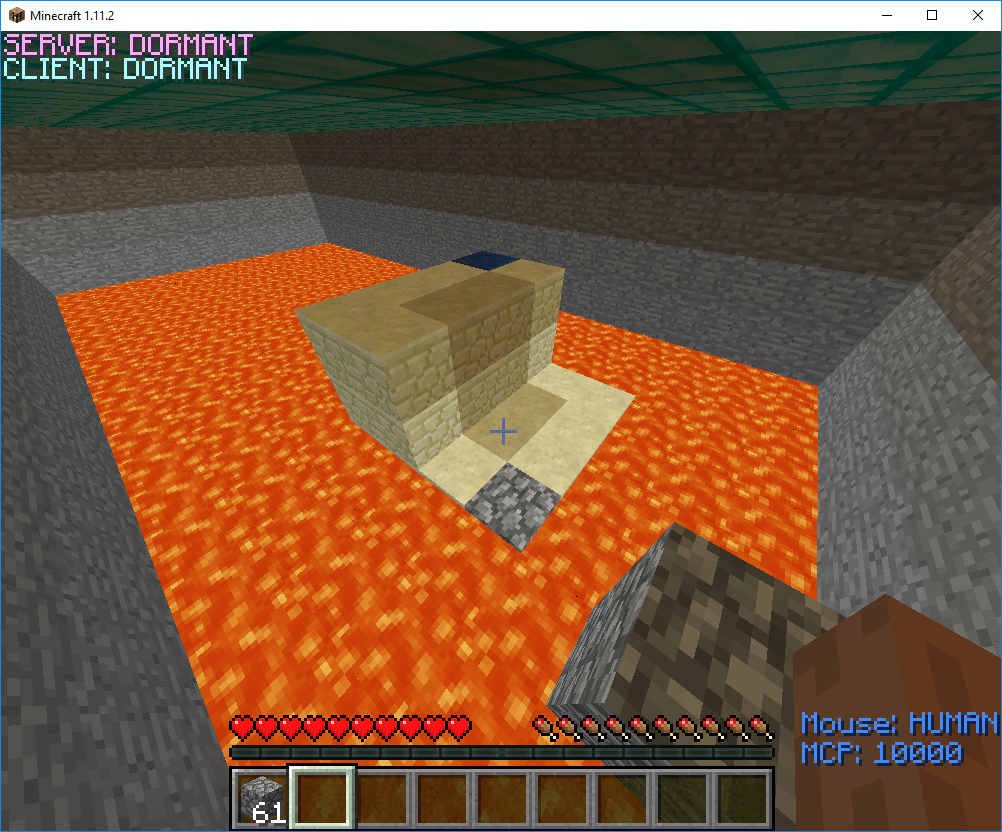 Minecraft 1.11.2
SERVER: DORMANT
CLIENT: DORMANT
Mouse: HUMAN
MCP: 10000
61